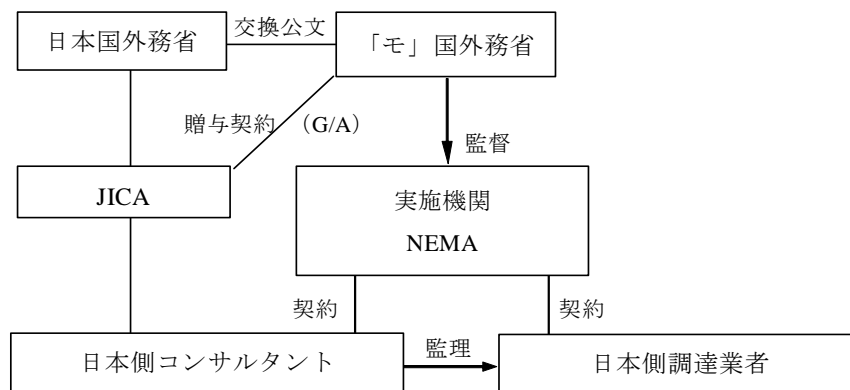 日本国外務省
交換公文
「モ」国外務省
贈与契約 (G/A)
監督
JICA
実施機関
NEMA
契約
契約
日本側コンサルタント
監理
日本側調達業者